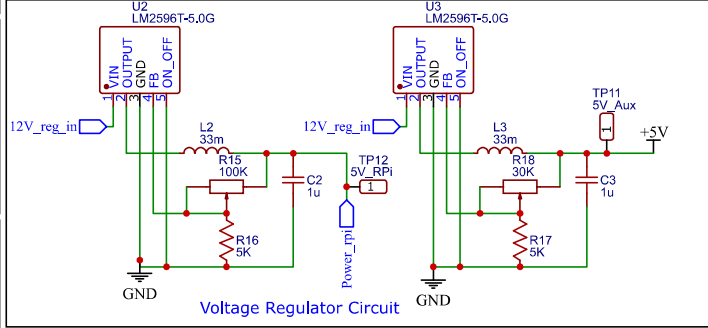 U2
LM2596T-5.0G
VIN
OUTPUT
GND
FB
ON_OFF
1
2
3
4
5
12V_reg_in
L2
33m
R15
100K
C2
1u
TP12
5V_RPi
1
R16
5K
Power_rpi
GND
U3
LM2596T-5.0G
VIN
OUTPUT
GND
FB
ON_OFF
1
2
3
4
5
12V_reg_in
L3
33m
R18
30K
C3
1u
TP11
5V_Aux
1
+5V
R17
5K
GND
Voltage Regulator Circuit